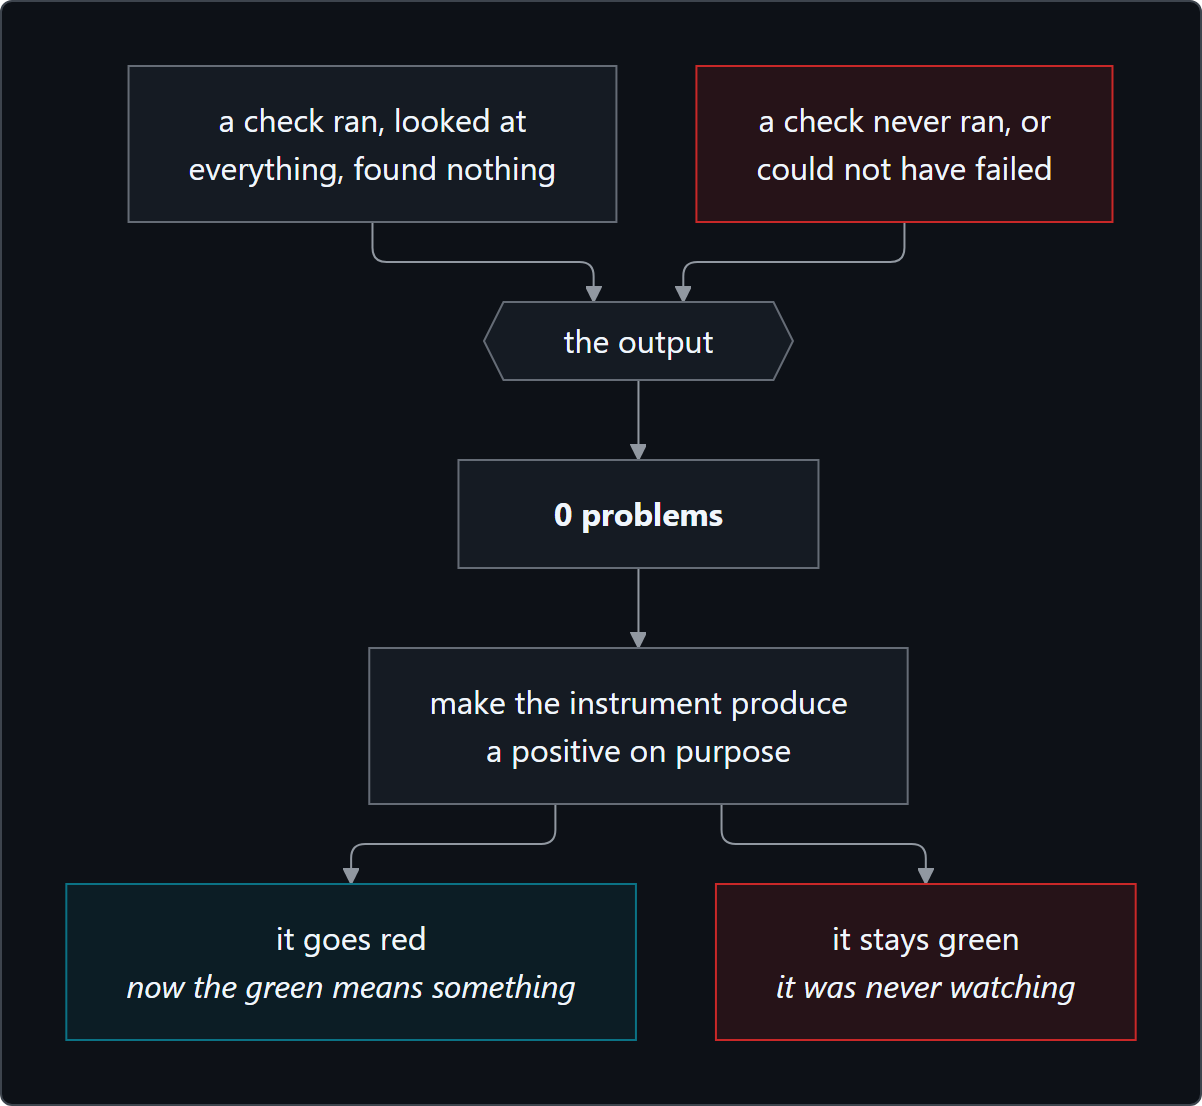 a check ran, looked at
everything, found nothing
a check never ran, or
could not have failed
the output
0 problems
make the instrument produce
a positive on purpose
it goes red
now the green means something
it stays green
it was never watching